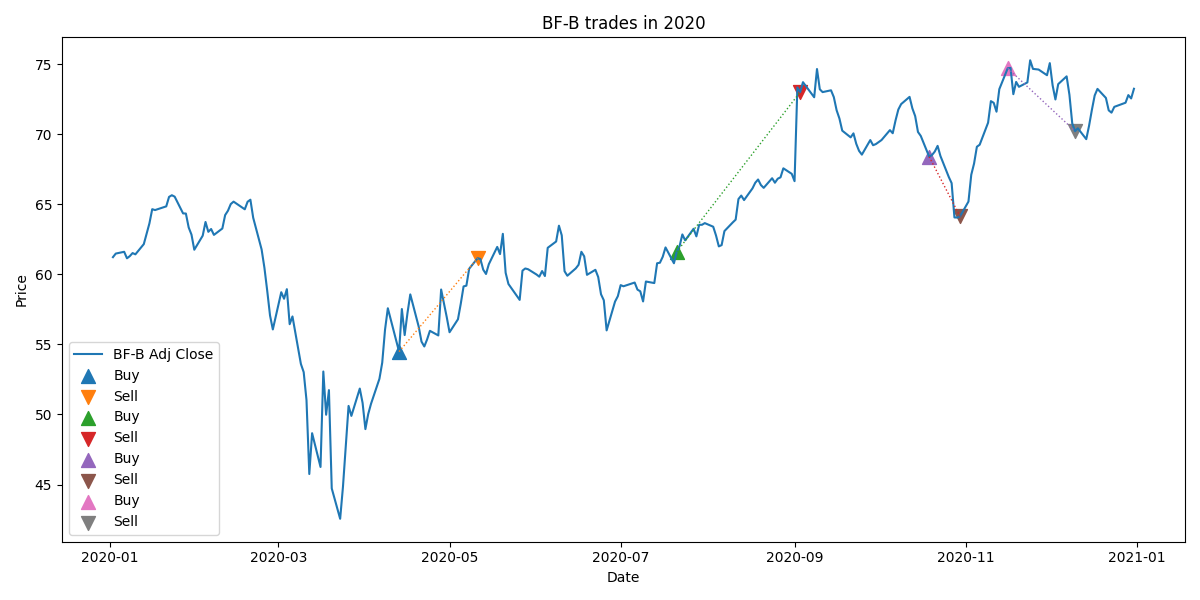 BF-B trades in 2020
Price
75
70
65
60
55
50
45
BF-B Adj Close
Buy
Sell
Buy
Sell
Buy
Sell
Buy
Sell
2020-01 2020-03 2020-05 2020-07 2020-09 2020-11 2021-01
Date